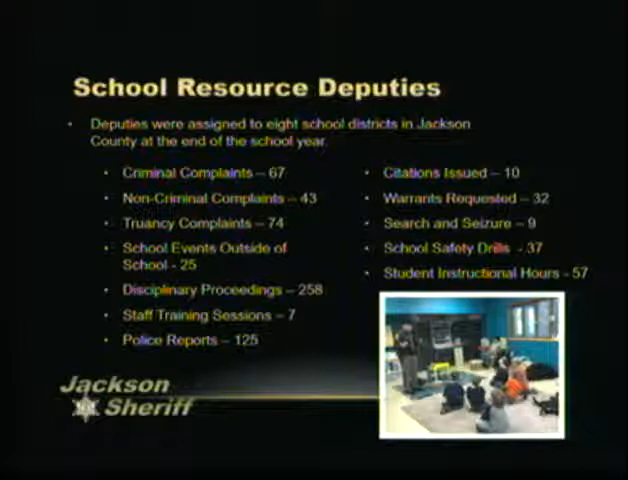 School Resource Deputies
• Deputies were assigned to eight school districts in Jackson
County at the end of the school year.
• Criminal Complaints – 67
• Non-Criminal Complaints – 43
• Truancy Complaints – 74
• School Events Outside of
School - 25
• Disciplinary Proceedings – 258
• Staff Training Sessions – 7
• Police Reports – 125
• Citations Issued – 10
• Warrants Requested – 32
• Search and Seizure – 9
• School Safety Drills - 37
• Student Instructional Hours - 57
Jackson
Sheriff